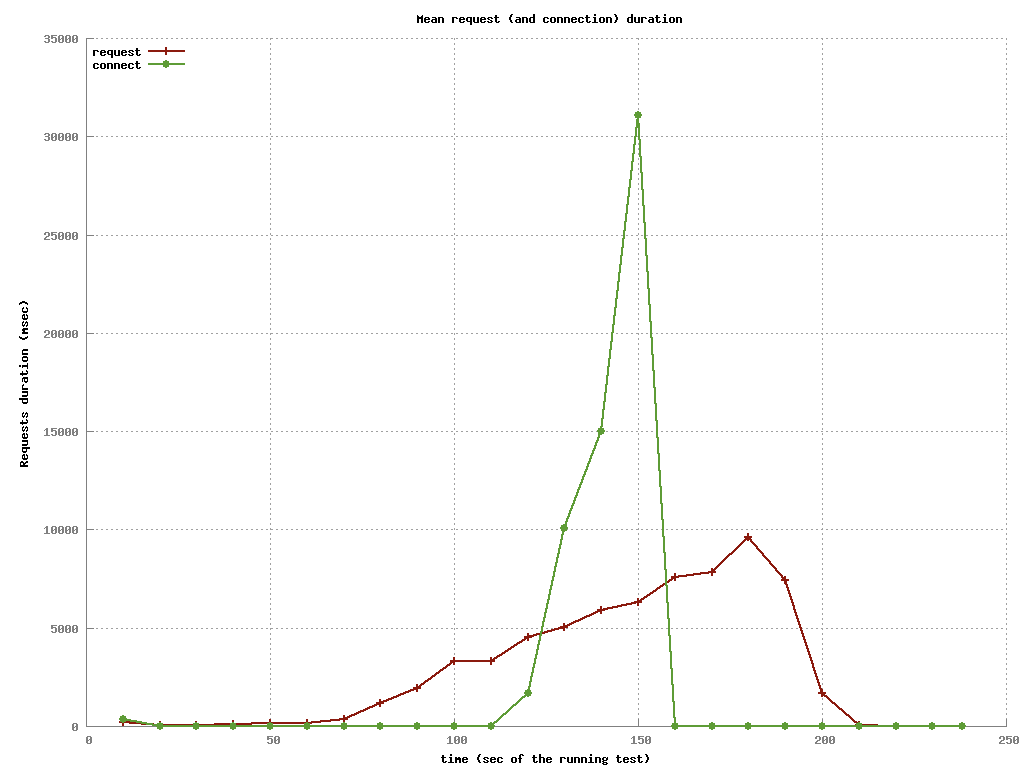 Mean request (and connection) duration
35000
request
connect
30000
25000
20000
15000
10000
5000
0
Requests duration (msec)
0 50 100 150 200 250
time (sec of the running test)